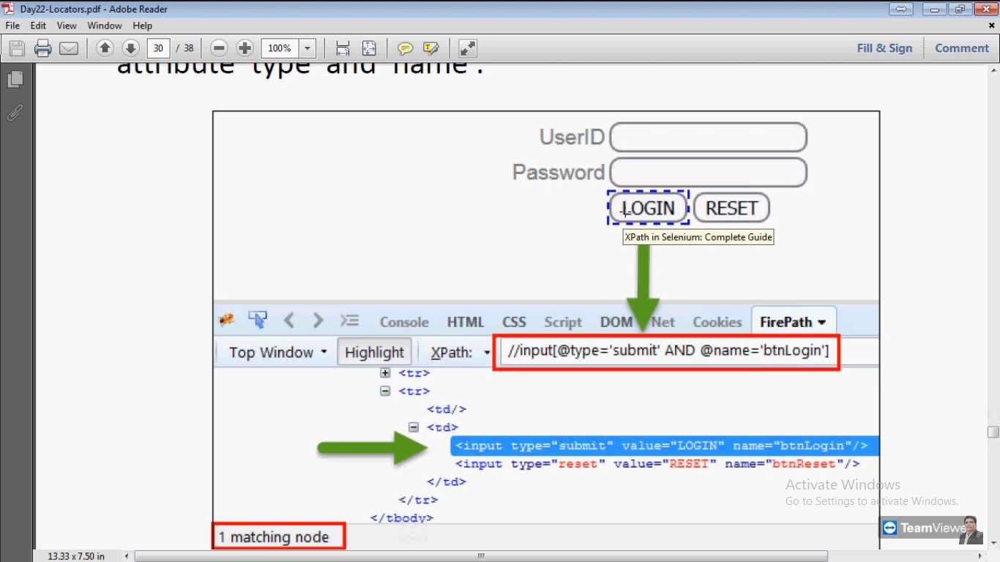 Day22-Locators.pdf - Adobe Reader
File Edit View Window Help
30 / 38 100% Fill & Sign Comment
attribute 'type' and 'name'.
UserID
Password
LOGIN RESET
XPath in Selenium: Complete Guide
Console HTML CSS Script DOM Net Cookies FirePath
Top Window Highlight XPath: //input[@type='submit' AND @name='btnLogin']
<tr>
<tr>
<td/>
<td>
<input type="submit" value="LOGIN" name="btnLogin"/>
<input type="reset" value="RESET" name="btnReset"/>
</td>
</tr>
</tbody>
1 matching node
Activate Windows
Go to Settings to activate Windows.
TeamViewer
13.33 x 7.50 in